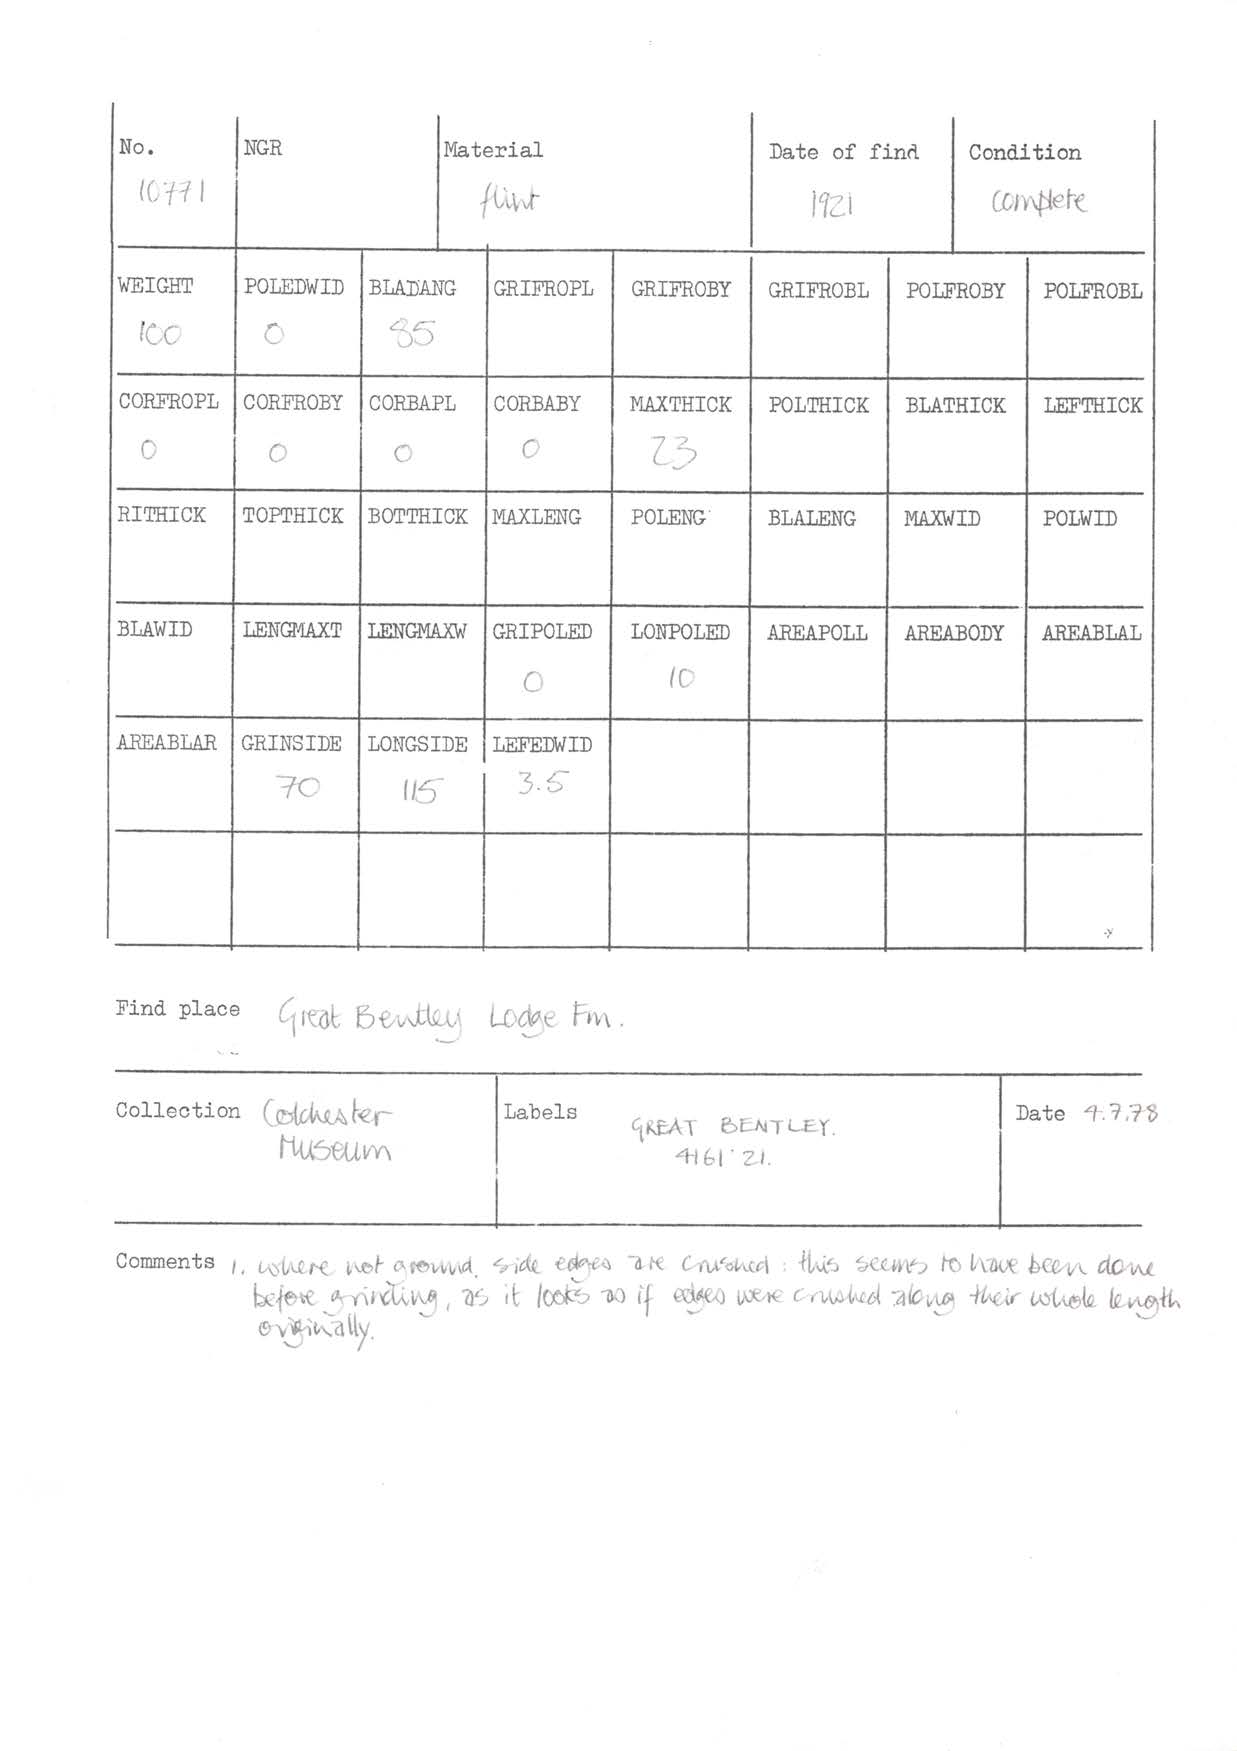 No. NGR Material Date of find Condition
10771 flint 1921 complete
WEIGHT POLEDWID BLADANG GRIFROPL GRIFROBY GRIFROBL POLFROBY POLFROBL
100 0 85
CORFROPL CORFROBY CORBAPL CORBABY MAXTHICK POLTHICK BLATHICK LEFTHICK
0 0 0 0 23
RITHICK TOPTHICK BOTTHICK MAXLENG POLENG BLALENG MAXWID POLWID
BLAWID LENGMAXT LENGMAXW GRIPOLED LONPOLED AREAPOLL AREABODY AREABLAL
0 10
AREABLAR GRINSIDE LONGSIDE LEFEDWID
70 115 3.5
Find place Great Bentley Lodge Fm.
Collection Colchester Museum
Labels GREAT BENTLEY.
4161'21.
Date 4.7.78
Comments 1. where not ground, side edges are crushed : this seems to have been done
before grinding, as it looks as if edges were crushed along their whole length
originally.